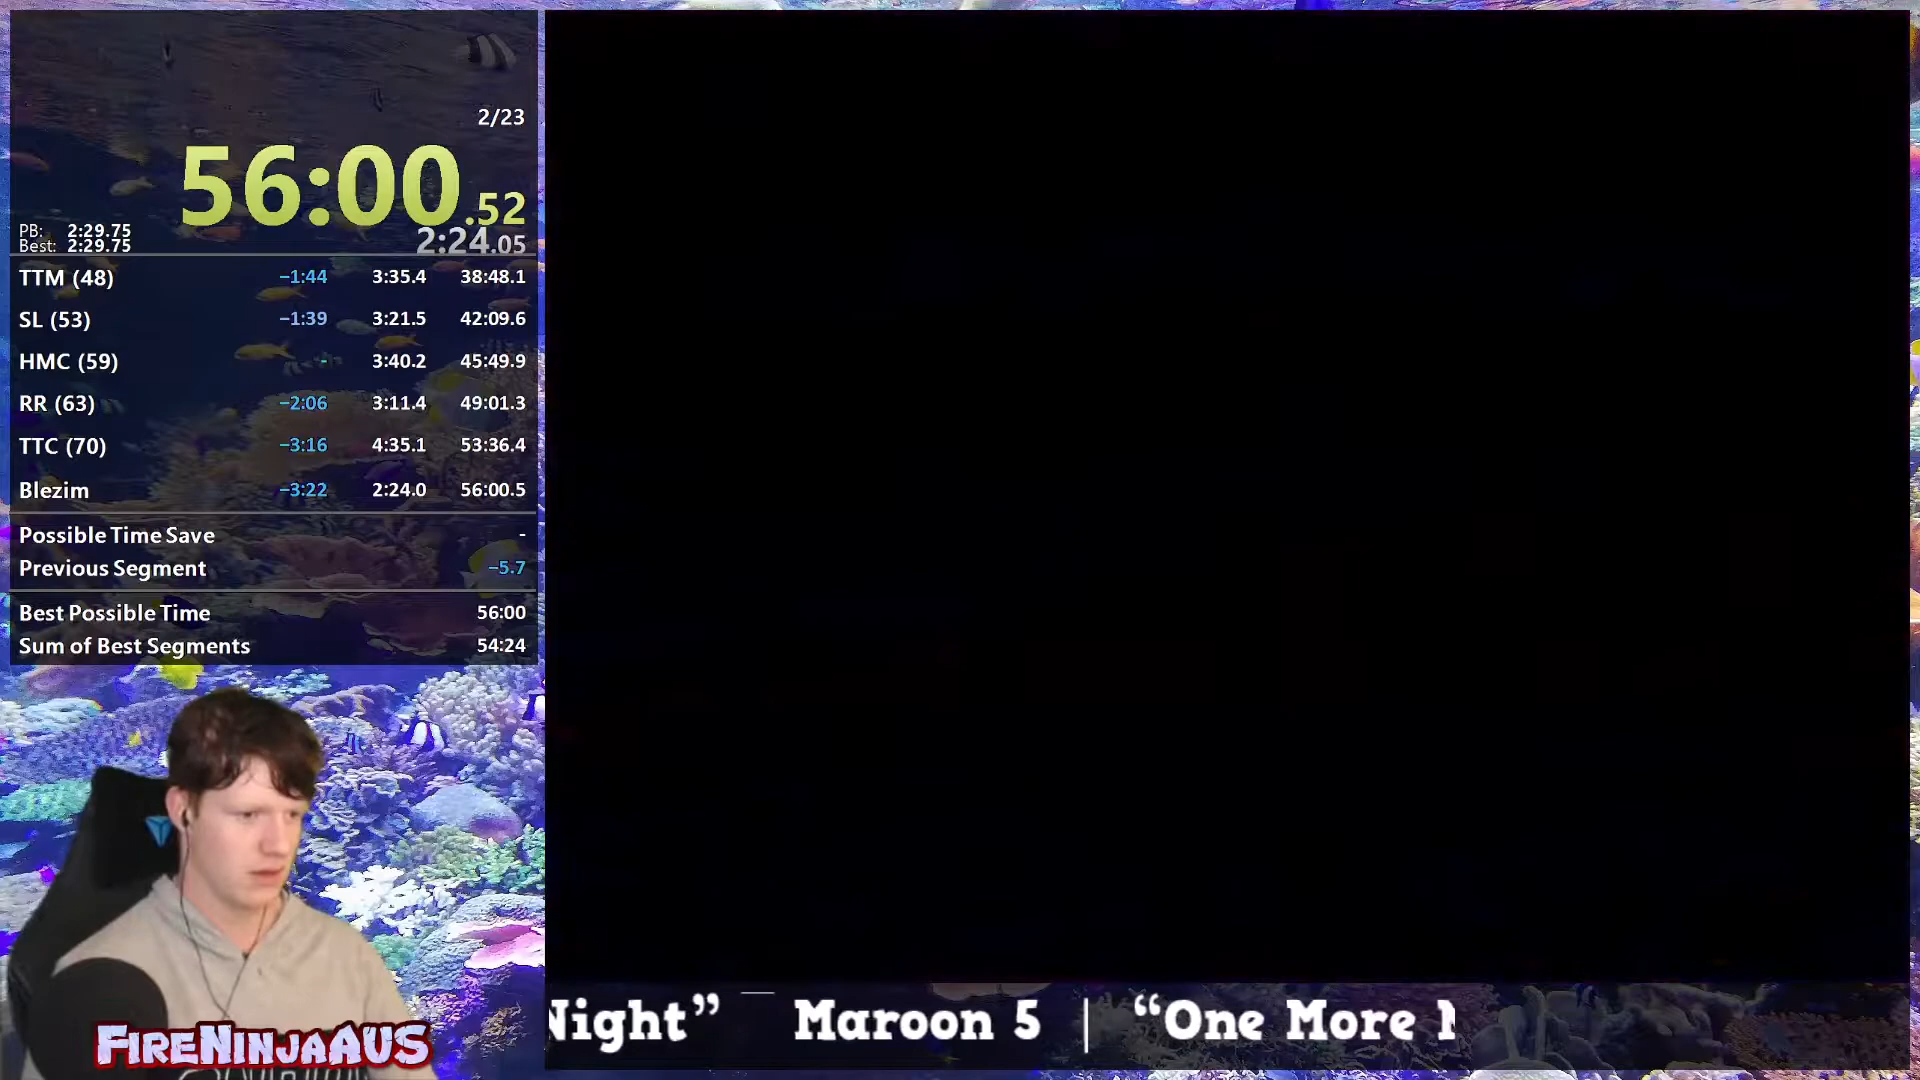 2/23
56:00.52
PB: 2:29.75
Best: 2:29.75
2:24.05
TTM (48) −1:44 3:35.4 38:48.1
SL (53) −1:39 3:21.5 42:09.6
HMC (59) - 3:40.2 45:49.9
RR (63) −2:06 3:11.4 49:01.3
TTC (70) −3:16 4:35.1 53:36.4
Blezim −3:22 2:24.0 56:00.5
Possible Time Save -
Previous Segment −5.7
Best Possible Time 56:00
Sum of Best Segments 54:24
FIRENINJAAUS
Night” Maroon 5 | “One More